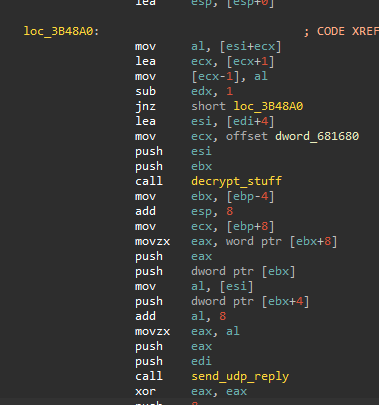 lea esp, [esp+0]
loc_3B48A0: ; CODE XREF
mov al, [esi+ecx]
lea ecx, [ecx+1]
mov [ecx-1], al
sub edx, 1
jnz short loc_3B48A0
lea esi, [edi+4]
mov ecx, offset dword_681680
push esi
push ebx
call decrypt_stuff
mov ebx, [ebp-4]
add esp, 8
mov ecx, [ebp+8]
movzx eax, word ptr [ebx+8]
push eax
push dword ptr [ebx]
mov al, [esi]
push dword ptr [ebx+4]
add al, 8
movzx eax, al
push eax
push edi
call send_udp_reply
xor eax, eax
push